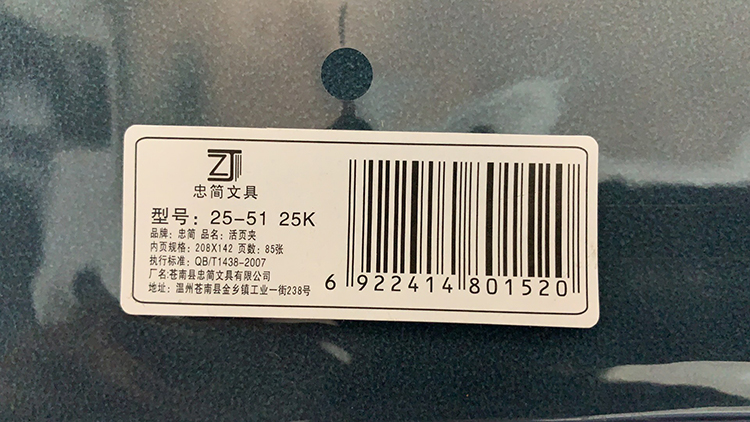 ZJ
忠简文具
型号: 25-51 25K
品牌: 忠简 品名: 活页夹
内页规格: 208X142 页数: 85张
执行标准: QB/T1438-2007
厂名: 苍南县忠简文具有限公司
地址: 温州苍南县金乡镇工业一街238号
6 922414 801520